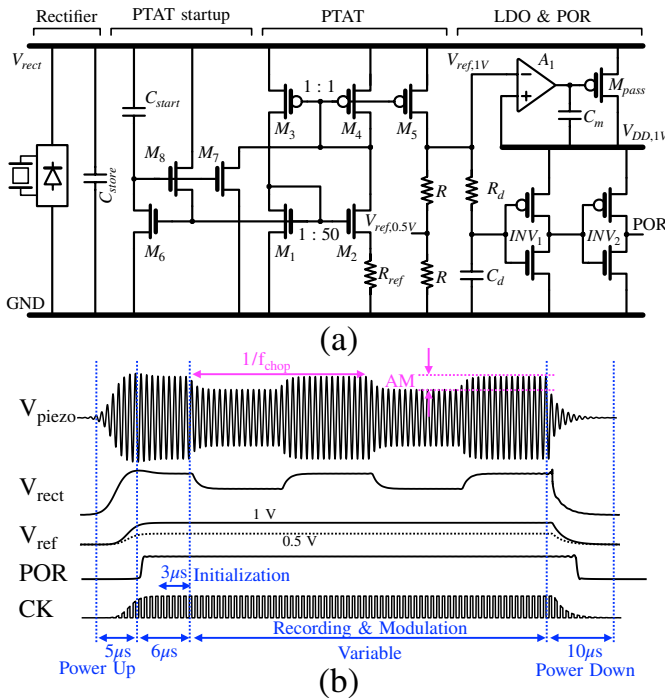 Rectifier PTAT startup PTAT LDO & POR
V_rect V_ref,1V A_1
1 : 1 M_pass
C_start M_3 M_4 M_5 C_m
V_DD,1V
M_8 M_7
C_store R R_d
POR
V_ref,0.5V INV_1 INV_2
1 : 50
M_6 M_1 M_2
R_ref R C_d
GND
(a)
1/f_chop
AM
V_piezo
V_rect
1 V
V_ref
0.5 V
POR
3μs Initialization
CK
Recording & Modulation
5μs 6μs Variable 10μs
Power Up Power Down
(b)